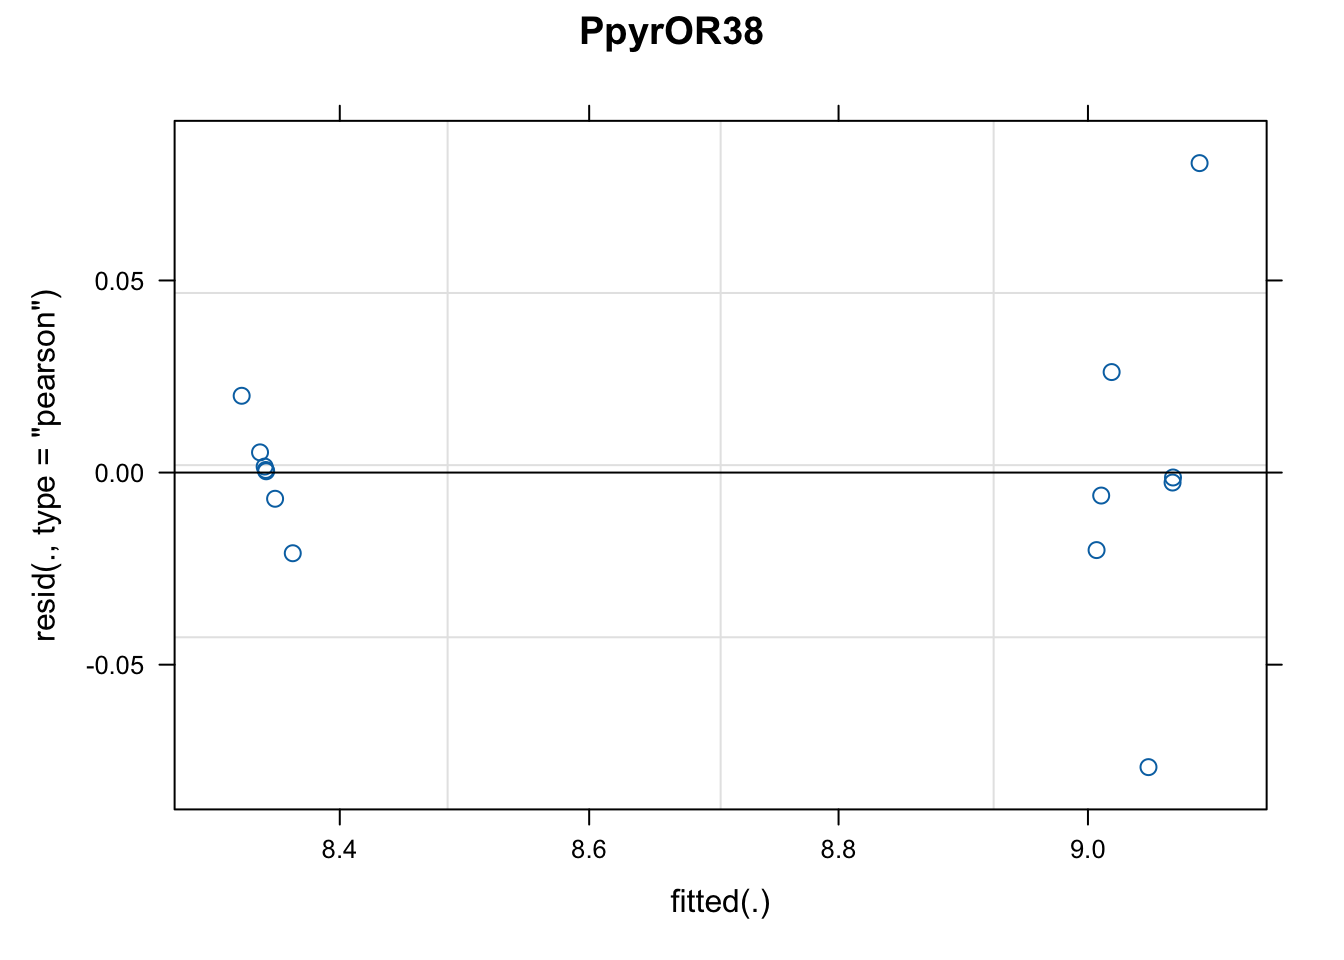 PpyrOR38
resid(., type = "pearson")
0.05
0.00
-0.05
8.4
8.6
8.8
9.0
fitted(.)